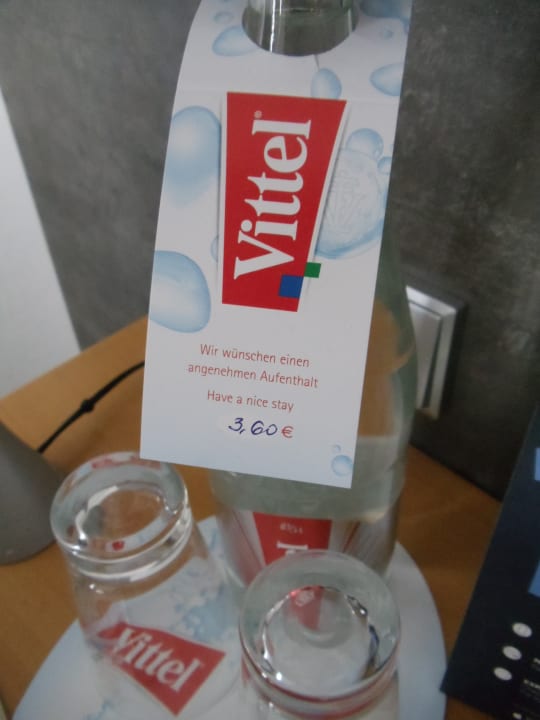 Vittel®
Wir wünschen einen
angenehmen Aufenthalt
Have a nice stay
3,60 €
Vittel